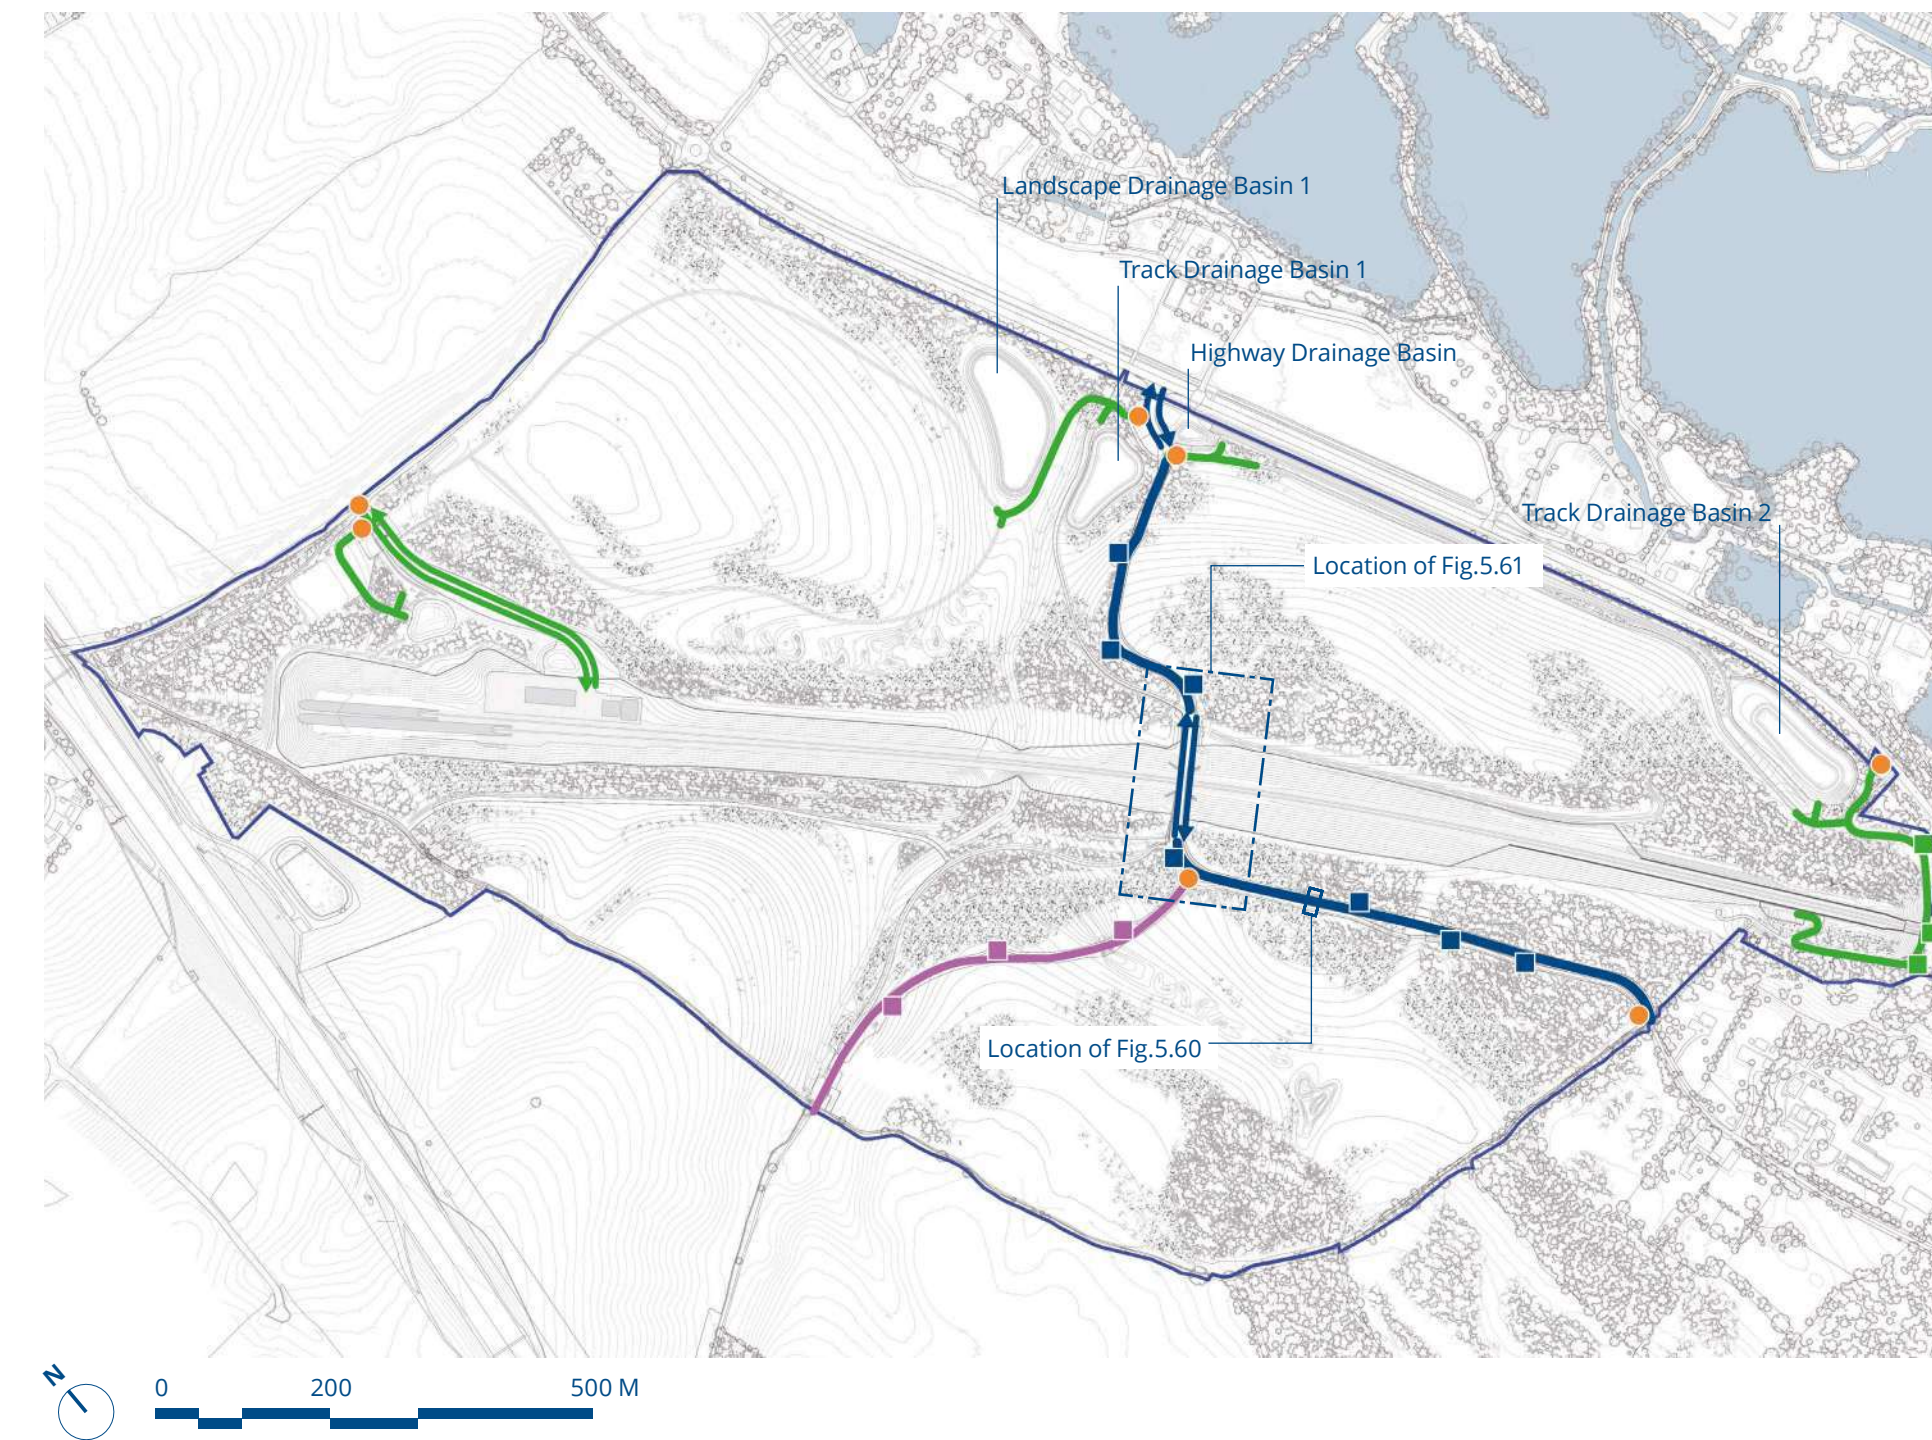 Landscape Drainage Basin 1
Track Drainage Basin 1
Highway Drainage Basin
Track Drainage Basin 2
Location of Fig.5.61
Location of Fig.5.60
N
0 200 500 M